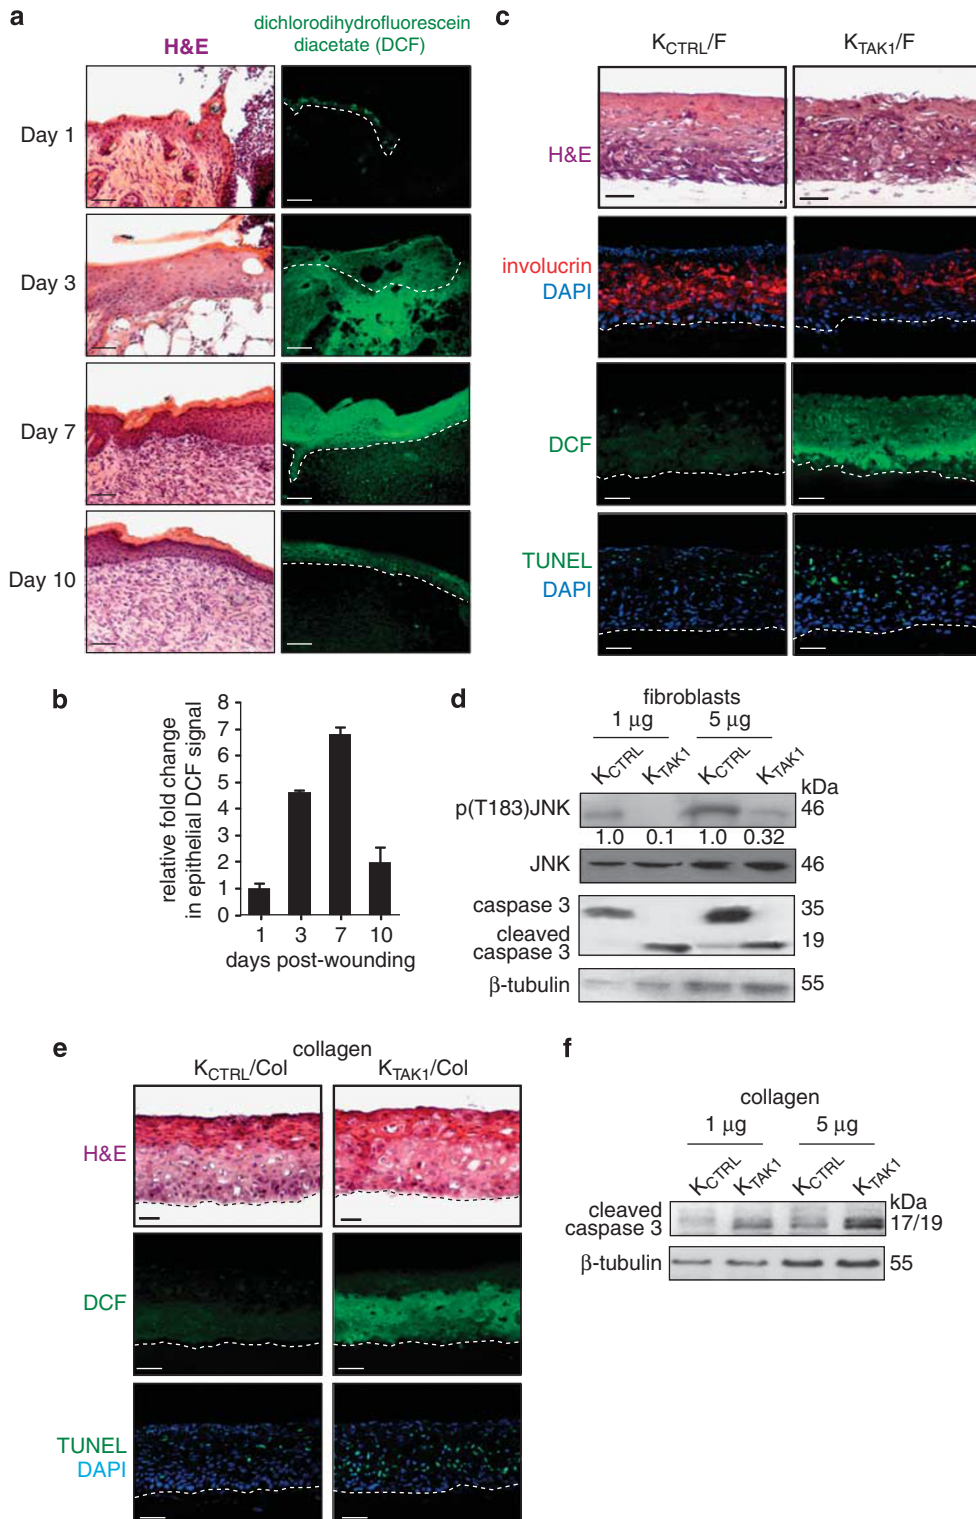 a
H&E
dichlorodihydrofluorescein
diacetate (DCF)
Day 1
Day 3
Day 7
Day 10
b
relative fold change
in epithelial DCF signal
8
7
6
5
4
3
2
1
0
1 3 7 10
days post-wounding
c
KCTRL/F KTAK1/F
H&E
involucrin
DAPI
DCF
TUNEL
DAPI
d
fibroblasts
1 µg 5 µg
KCTRL KTAK1 KCTRL KTAK1
kDa
p(T183)JNK 46
1.0 0.1 1.0 0.32
JNK 46
caspase 3 35
cleaved
caspase 3 19
β-tubulin 55
e
collagen
KCTRL/Col KTAK1/Col
H&E
DCF
TUNEL
DAPI
f
collagen
1 µg 5 µg
KCTRL KTAK1 KCTRL KTAK1
kDa
cleaved
caspase 3 17/19
β-tubulin 55